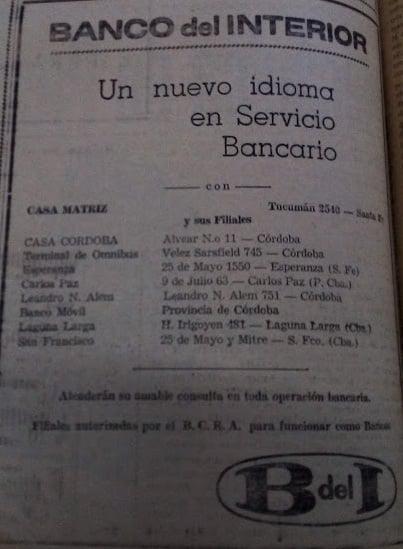 BANCO del INTERIOR
Un nuevo idioma
en Servicio
Bancario
— con —
CASA MATRIZ Tucumán 2540 — Santa Fe
y sus Filiales
CASA CORDOBA Alvear N.o 11 — Córdoba
Terminal de Omnibus Velez Sarsfield 745 — Córdoba
Esperanza 25 de Mayo 1550 — Esperanza (S. Fe)
Carlos Paz 9 de Julio 63 — Carlos Paz (P. Cba.)
Leandro N. Alem Leandro N. Alem 751 — Córdoba
Banco Móvil Provincia de Córdoba
Laguna Larga H. Irigoyen 481 — Laguna Larga (Cba.)
San Francisco 25 de Mayo y Mitre — S. Fco. (Cba.)
Atenderán su amable consulta en toda operación bancaria.
Filiales autorizadas por el B. C. R. A. para funcionar como Bancos
B del I